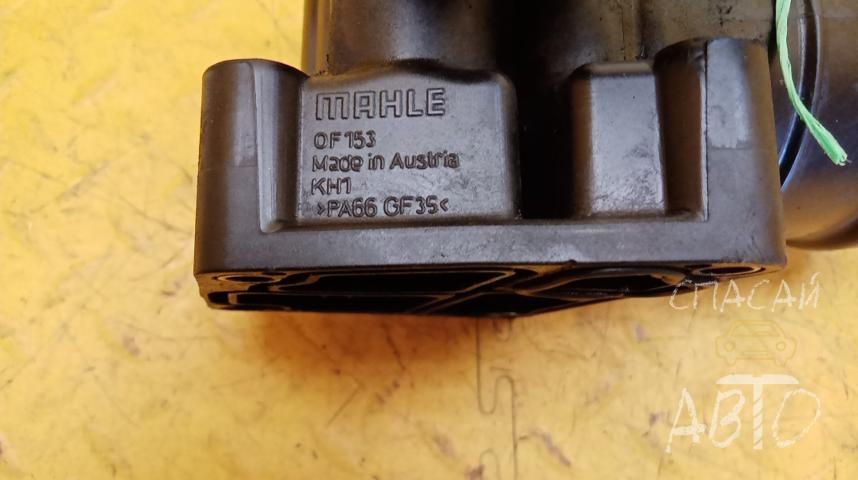 MAHLE
OF 153
Made in Austria
KH1
>PA66 GF35<
СПАСАЙ
АВТО